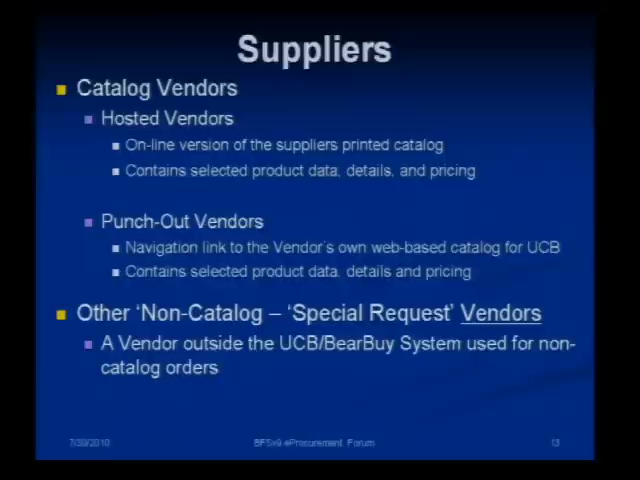 Suppliers
Catalog Vendors
Hosted Vendors
On-line version of the suppliers printed catalog
Contains selected product data, details, and pricing
Punch-Out Vendors
Navigation link to the Vendor's own web-based catalog for UCB
Contains selected product data, details and pricing
Other 'Non-Catalog – 'Special Request' Vendors
A Vendor outside the UCB/BearBuy System used for non-
catalog orders
7/30/2010 BFSv9 eProcurement Forum 13